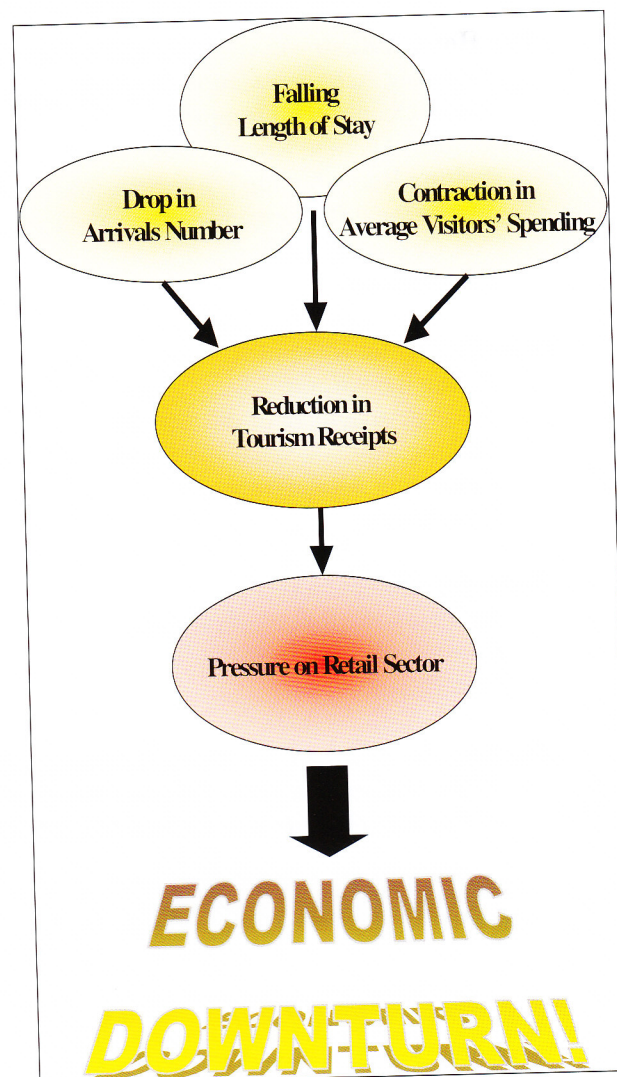 Falling
Length of Stay
Drop in
Arrivals Number
Contraction in
Average Visitors' Spending
Reduction in
Tourism Receipts
Pressure on Retail Sector
ECONOMIC
DOWNTURN!